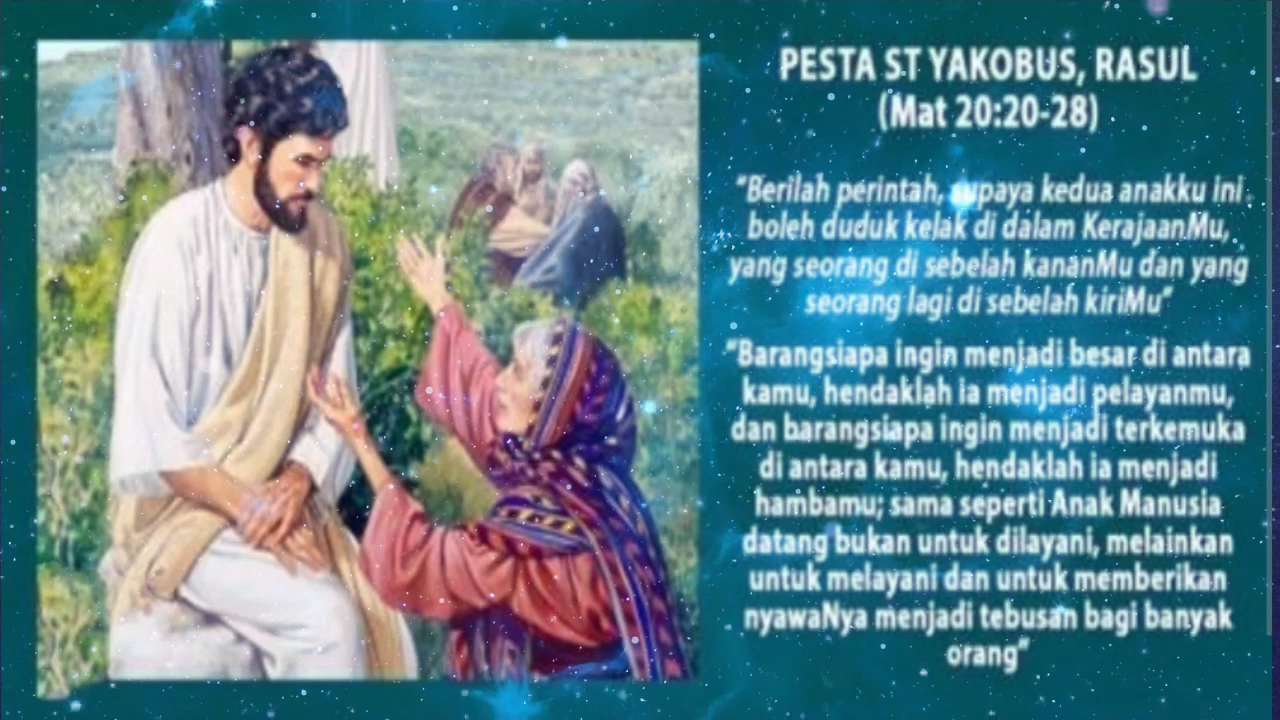 PESTA ST YAKOBUS, RASUL
(Mat 20:20-28)
"Berilah perintah, supaya kedua anakku ini
boleh duduk kelak di dalam KerajaanMu,
yang seorang di sebelah kananMu dan yang
seorang lagi di sebelah kiriMu"
"Barangsiapa ingin menjadi besar di antara
kamu, hendaklah ia menjadi pelayanmu,
dan barangsiapa ingin menjadi terkemuka
di antara kamu, hendaklah ia menjadi
hambamu; sama seperti Anak Manusia
datang bukan untuk dilayani, melainkan
untuk melayani dan untuk memberikan
nyawaNya menjadi tebusan bagi banyak
orang"